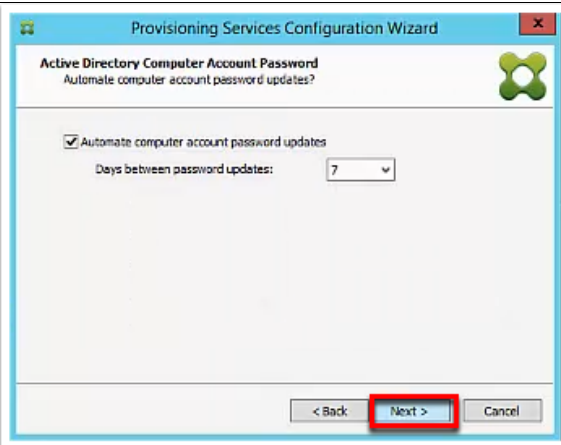 Provisioning Services Configuration Wizard
x
Active Directory Computer Account Password
Automate computer account password updates?
Automate computer account password updates
Days between password updates: 7
< Back Next > Cancel